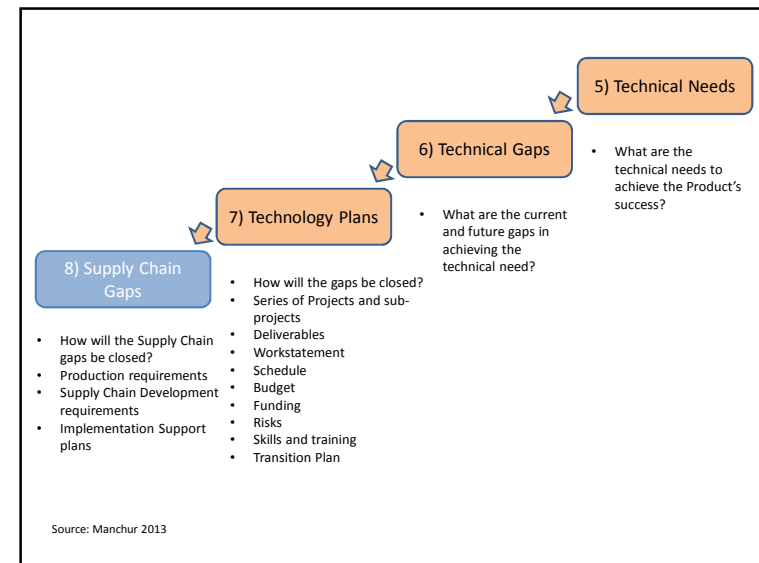 5) Technical Needs
• What are the
technical needs to
achieve the Product's
success?
6) Technical Gaps
• What are the current
and future gaps in
achieving the
technical need?
7) Technology Plans
• How will the gaps be closed?
• Series of Projects and sub-
projects
• Deliverables
• Workstatement
• Schedule
• Budget
• Funding
• Risks
• Skills and training
• Transition Plan
8) Supply Chain
Gaps
• How will the Supply Chain
gaps be closed?
• Production requirements
• Supply Chain Development
requirements
• Implementation Support
plans
Source: Manchur 2013